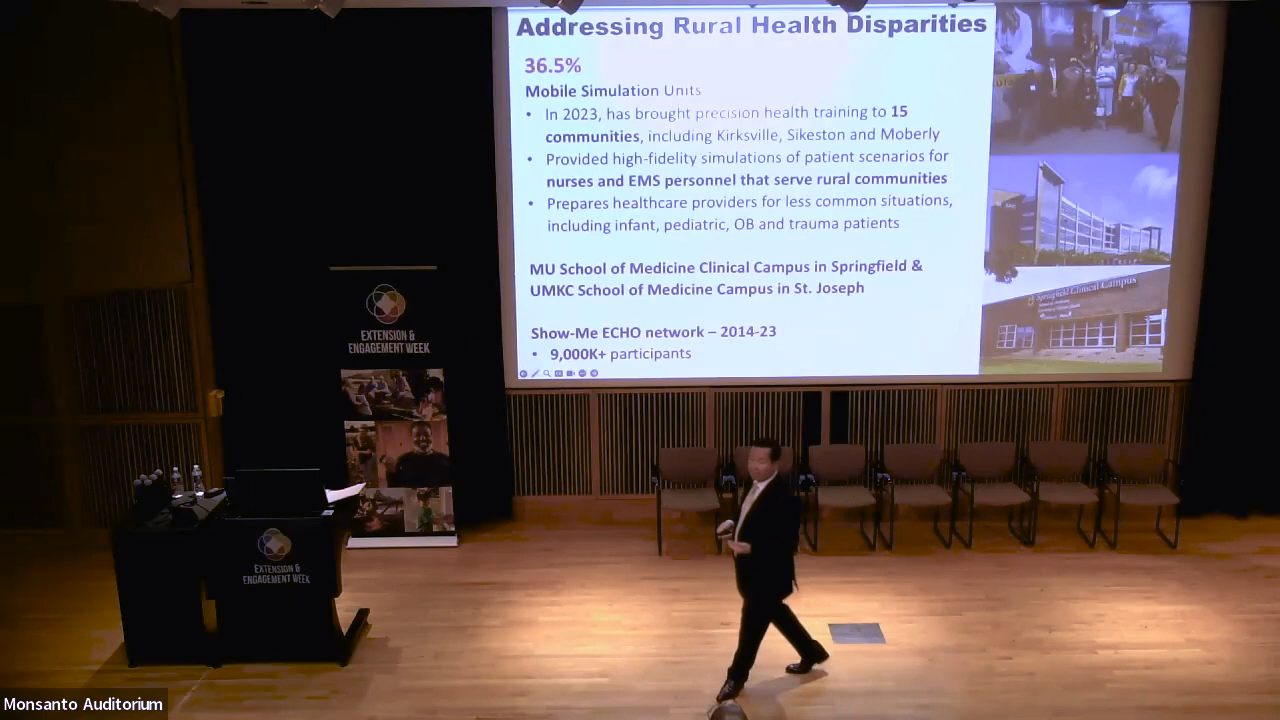 Addressing Rural Health Disparities
36.5%
Mobile Simulation Units
• In 2023, has brought precision health training to 15
communities, including Kirksville, Sikeston and Moberly
• Provided high-fidelity simulations of patient scenarios for
nurses and EMS personnel that serve rural communities
• Prepares healthcare providers for less common situations,
including infant, pediatric, OB and trauma patients
MU School of Medicine Clinical Campus in Springfield &
UMKC School of Medicine Campus in St. Joseph
Show-Me ECHO network – 2014-23
• 9,000K+ participants
Springfield Clinical Campus
EXTENSION &
ENGAGEMENT WEEK
EXTENSION &
ENGAGEMENT WEEK
Monsanto Auditorium